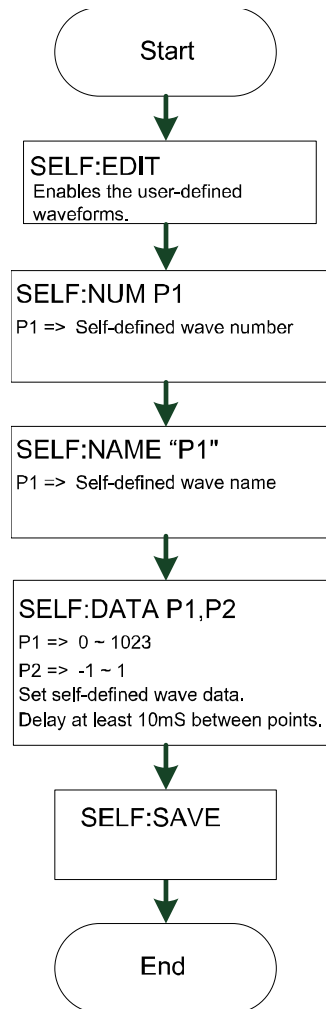 Start
SELF:EDIT
Enables the user-defined
waveforms.
SELF:NUM P1
P1 => Self-defined wave number
SELF:NAME “P1"
P1 => Self-defined wave name
SELF:DATA P1,P2
P1 => 0 ~ 1023
P2 => -1 ~ 1
Set self-defined wave data.
Delay at least 10mS between points.
SELF:SAVE
End